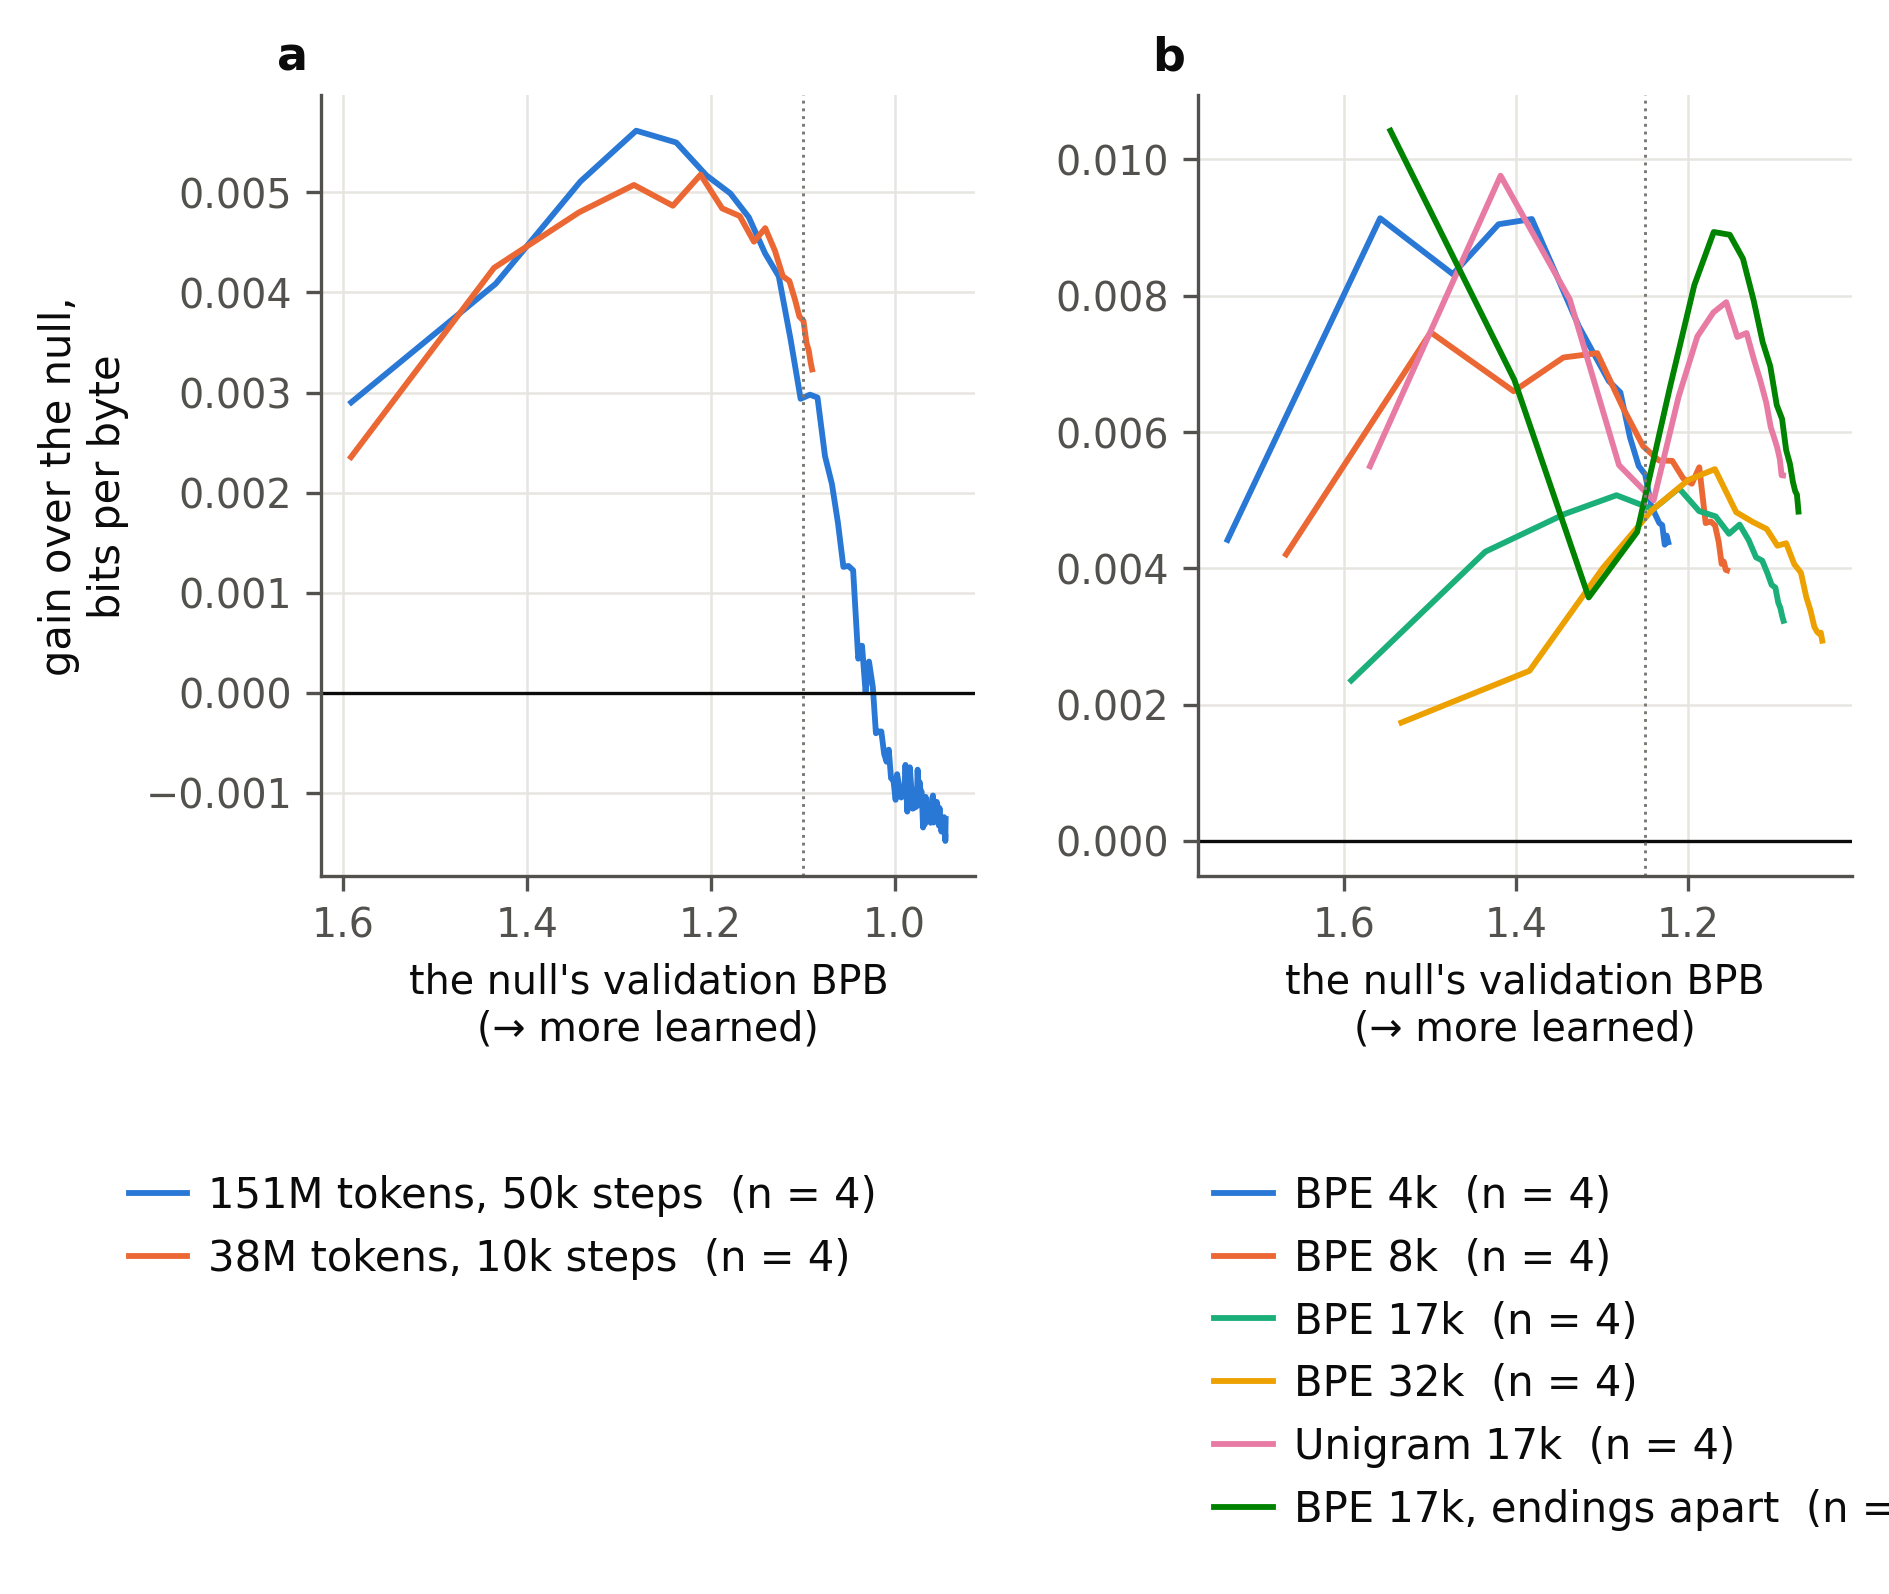 a
gain over the null,
bits per byte
0.005
0.004
0.003
0.002
0.001
0.000
−0.001
1.6
1.4
1.2
1.0
the null's validation BPB
(→ more learned)
151M tokens, 50k steps (n = 4)
38M tokens, 10k steps (n = 4)
b
0.010
0.008
0.006
0.004
0.002
0.000
1.6
1.4
1.2
the null's validation BPB
(→ more learned)
BPE 4k (n = 4)
BPE 8k (n = 4)
BPE 17k (n = 4)
BPE 32k (n = 4)
Unigram 17k (n = 4)
BPE 17k, endings apart (n =